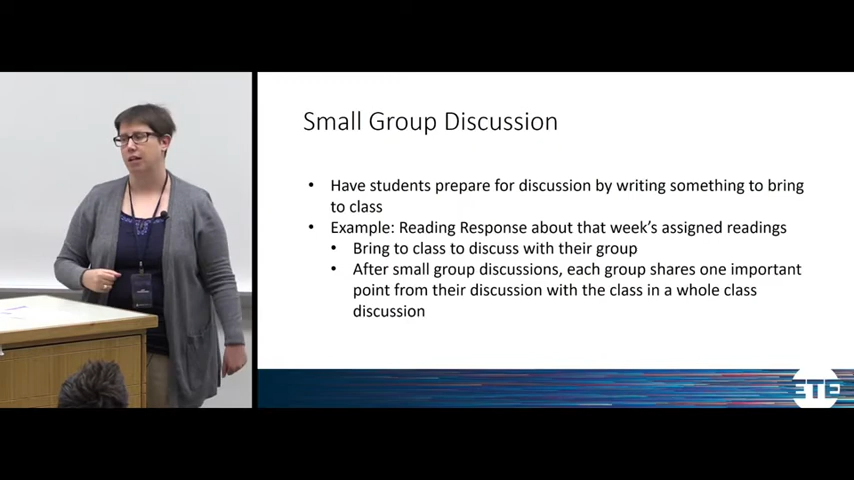 Small Group Discussion
• Have students prepare for discussion by writing something to bring
to class
• Example: Reading Response about that week's assigned readings
• Bring to class to discuss with their group
• After small group discussions, each group shares one important
point from their discussion with the class in a whole class
discussion
ETE